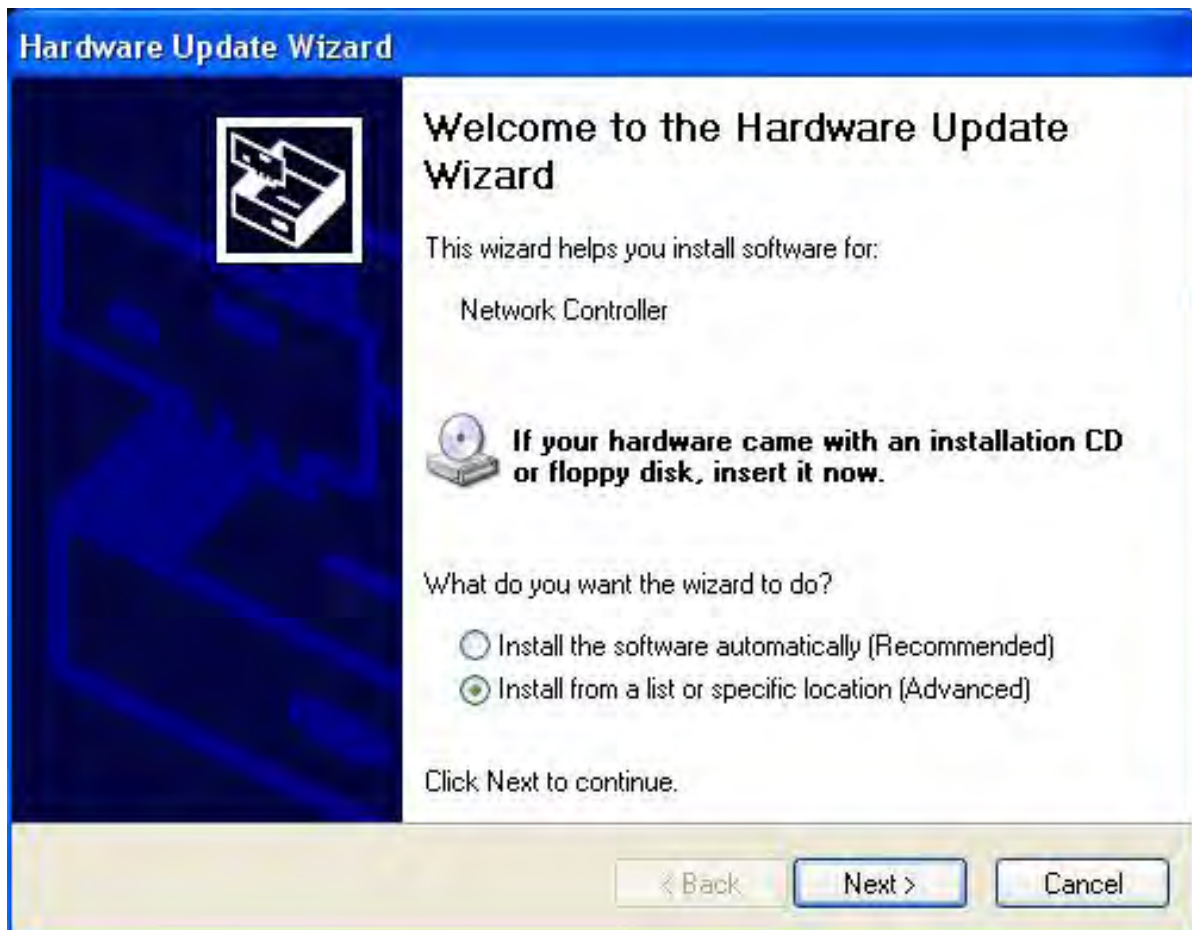 Hardware Update Wizard
Welcome to the Hardware Update
Wizard
This wizard helps you install software for:
Network Controller
If your hardware came with an installation CD
or floppy disk, insert it now.
What do you want the wizard to do?
Install the software automatically (Recommended)
Install from a list or specific location (Advanced)
Click Next to continue.
< Back
Next >
Cancel